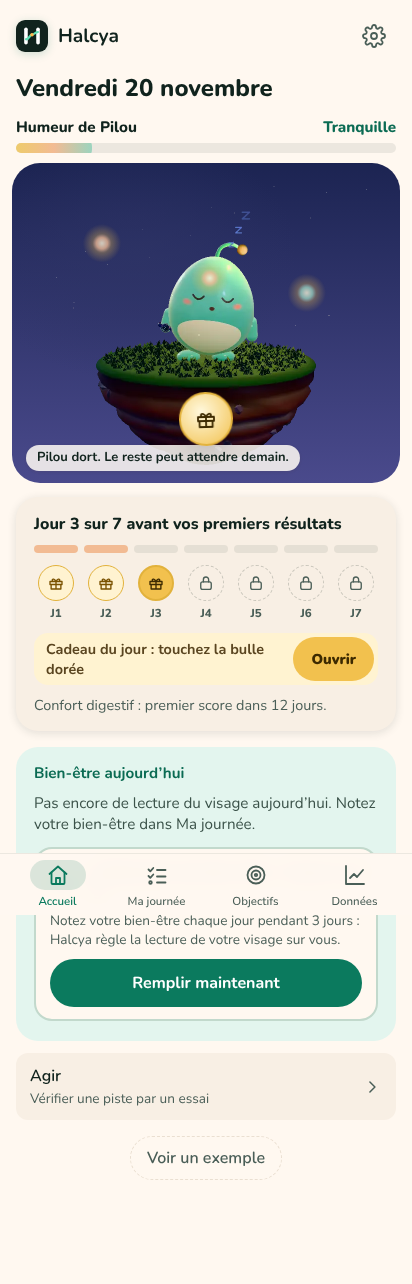 Halcya
Vendredi 20 novembre
Humeur de Pilou
Tranquille
z
z
Pilou dort. Le reste peut attendre demain.
Jour 3 sur 7 avant vos premiers résultats
J1 J2 J3 J4 J5 J6 J7
Cadeau du jour : touchez la bulle
dorée
Ouvrir
Confort digestif : premier score dans 12 jours.
Bien-être aujourd’hui
Pas encore de lecture du visage aujourd’hui. Notez
votre bien-être dans Ma journée.
Accueil Ma journée Objectifs Données
Notez votre bien-être chaque jour pendant 3 jours :
Halcya règle la lecture de votre visage sur vous.
Remplir maintenant
Agir
Vérifier une piste par un essai
Voir un exemple